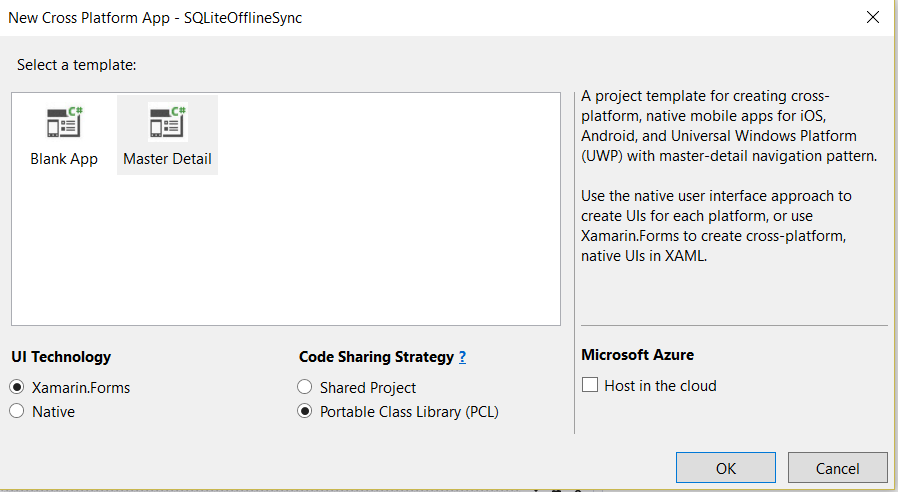 New Cross Platform App - SQLiteOfflineSync
Select a template:
C#
Blank App
C#
Master Detail
A project template for creating cross-
platform, native mobile apps for iOS,
Android, and Universal Windows Platform
(UWP) with master-detail navigation pattern.
Use the native user interface approach to
create UIs for each platform, or use
Xamarin.Forms to create cross-platform,
native UIs in XAML.
UI Technology
Xamarin.Forms
Native
Code Sharing Strategy ?
Shared Project
Portable Class Library (PCL)
Microsoft Azure
Host in the cloud
OK
Cancel